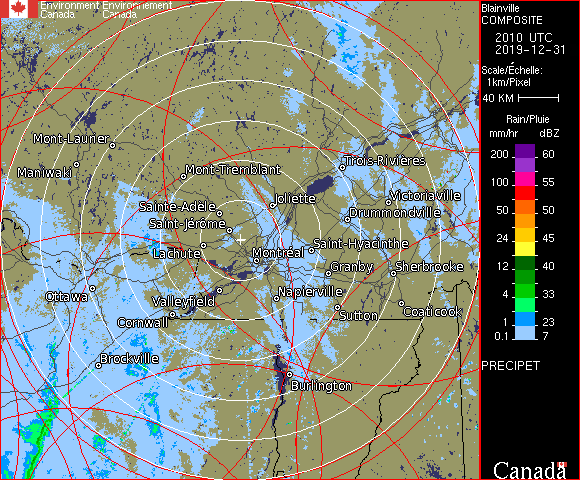 Environment Environnement
Canada Canada
Blainville
COMPOSITE
2010 UTC
2019-12-31
Scale/Échelle:
1km/Pixel
40 KM
Rain/Pluie
mm/hr dBZ
200 60
150 57
100 55
50 50
24 45
12 40
4 33
1 23
0.1 7
PRECIPET
Canada
Mont-Laurier
Maniwaki
Mont-Tremblant
Trois-Rivières
Joliette
Victoriaville
Sainte-Adèle
Drummondville
Saint-Jérôme
Saint-Hyacinthe
Lachute
Montréal
Granby
Sherbrooke
Ottawa
Valleyfield
Napierville
Coaticook
Cornwall
Sutton
Brockville
Burlington